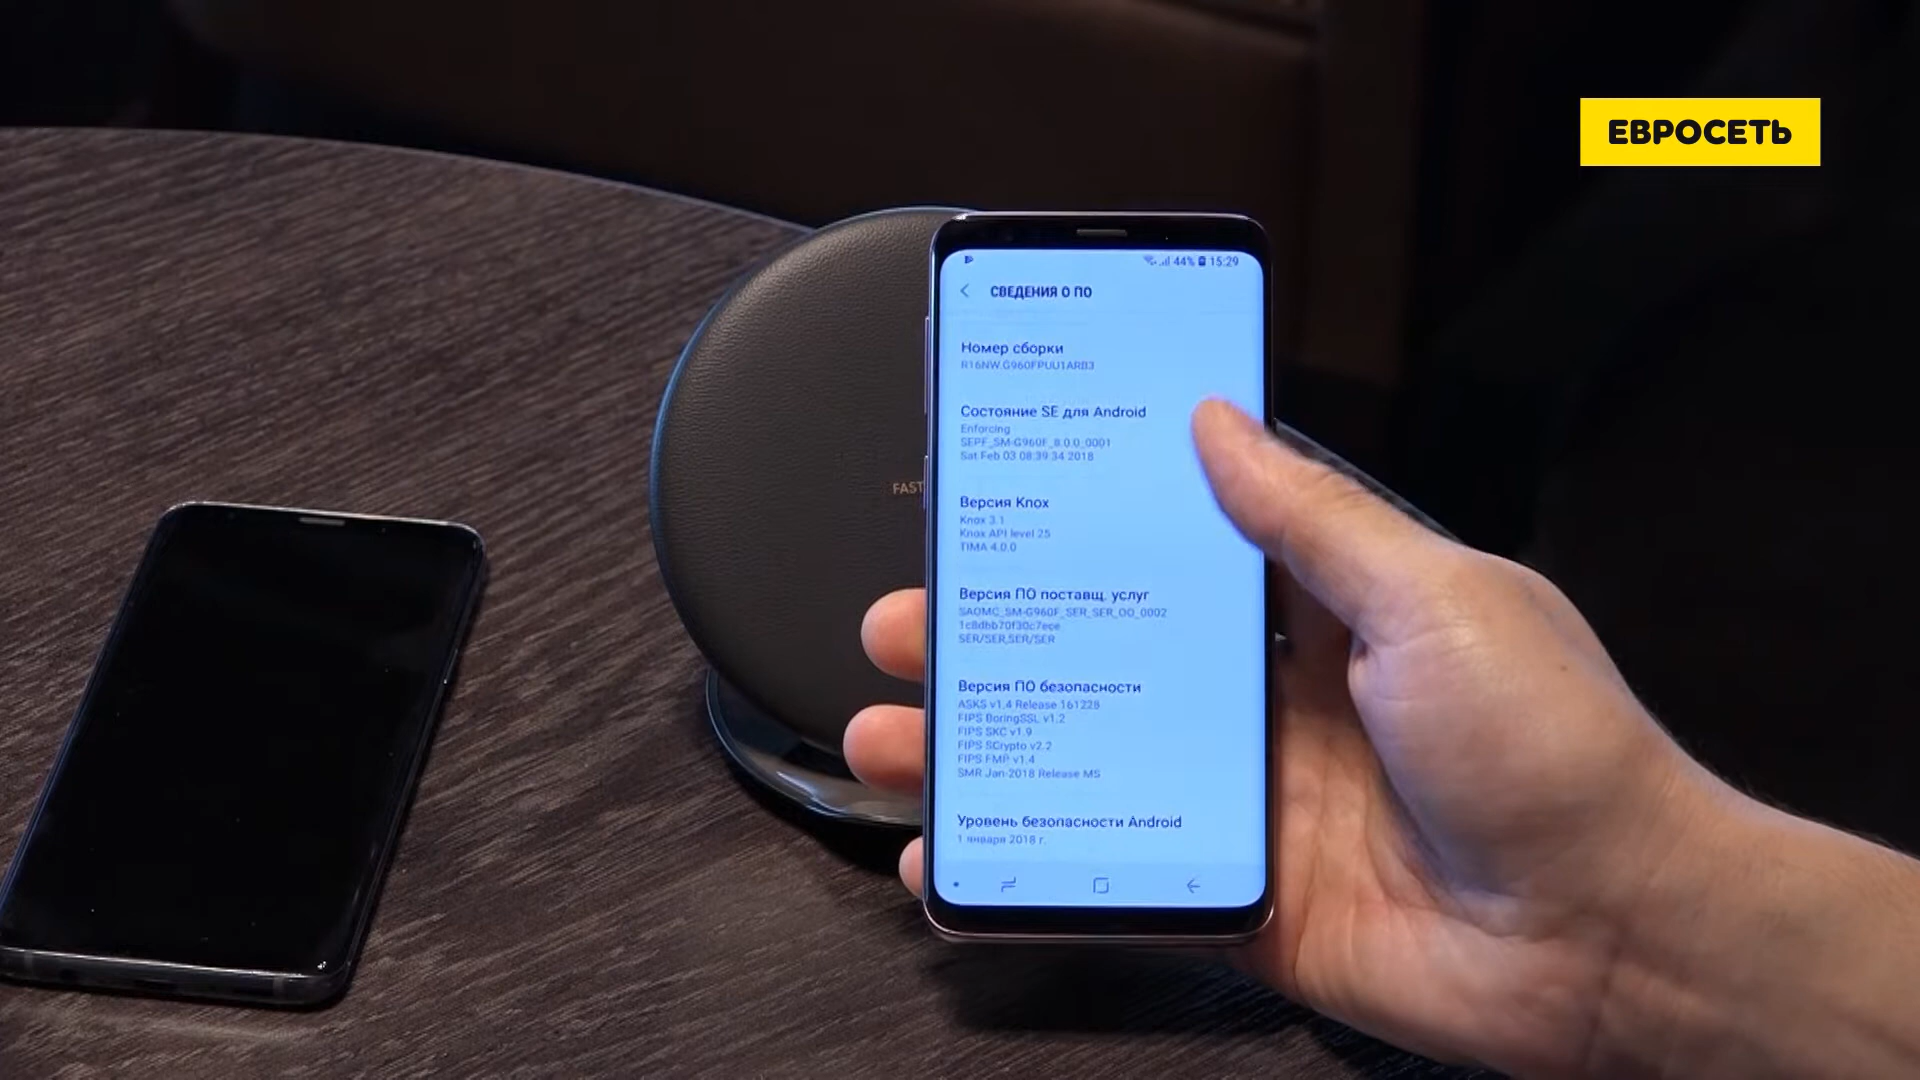 ЕВРОСЕТЬ
44% 15:29
СВЕДЕНИЯ О ПО
Номер сборки
R16NW.G960FPUU1ARB3
Состояние SE для Android
Enforcing
SEPF_SM-G960F_8.0.0_0001
Sat Feb 03 08:39:34 2018
FAST
Версия Knox
Knox 3.1
Knox API level 25
TIMA 4.0.0
Версия ПО поставщ. услуг
SAOMC_SM-G960F_SER_SER_OO_0002
1c8dbb70f30c7ece
SER/SER,SER/SER
Версия ПО безопасности
ASKS v1.4 Release 161228
FIPS BoringSSL v1.2
FIPS SKC v1.9
FIPS SCrypto v2.2
FIPS FMP v1.4
SMR Jan-2018 Release M5
Уровень безопасности Android
1 января 2018 г.